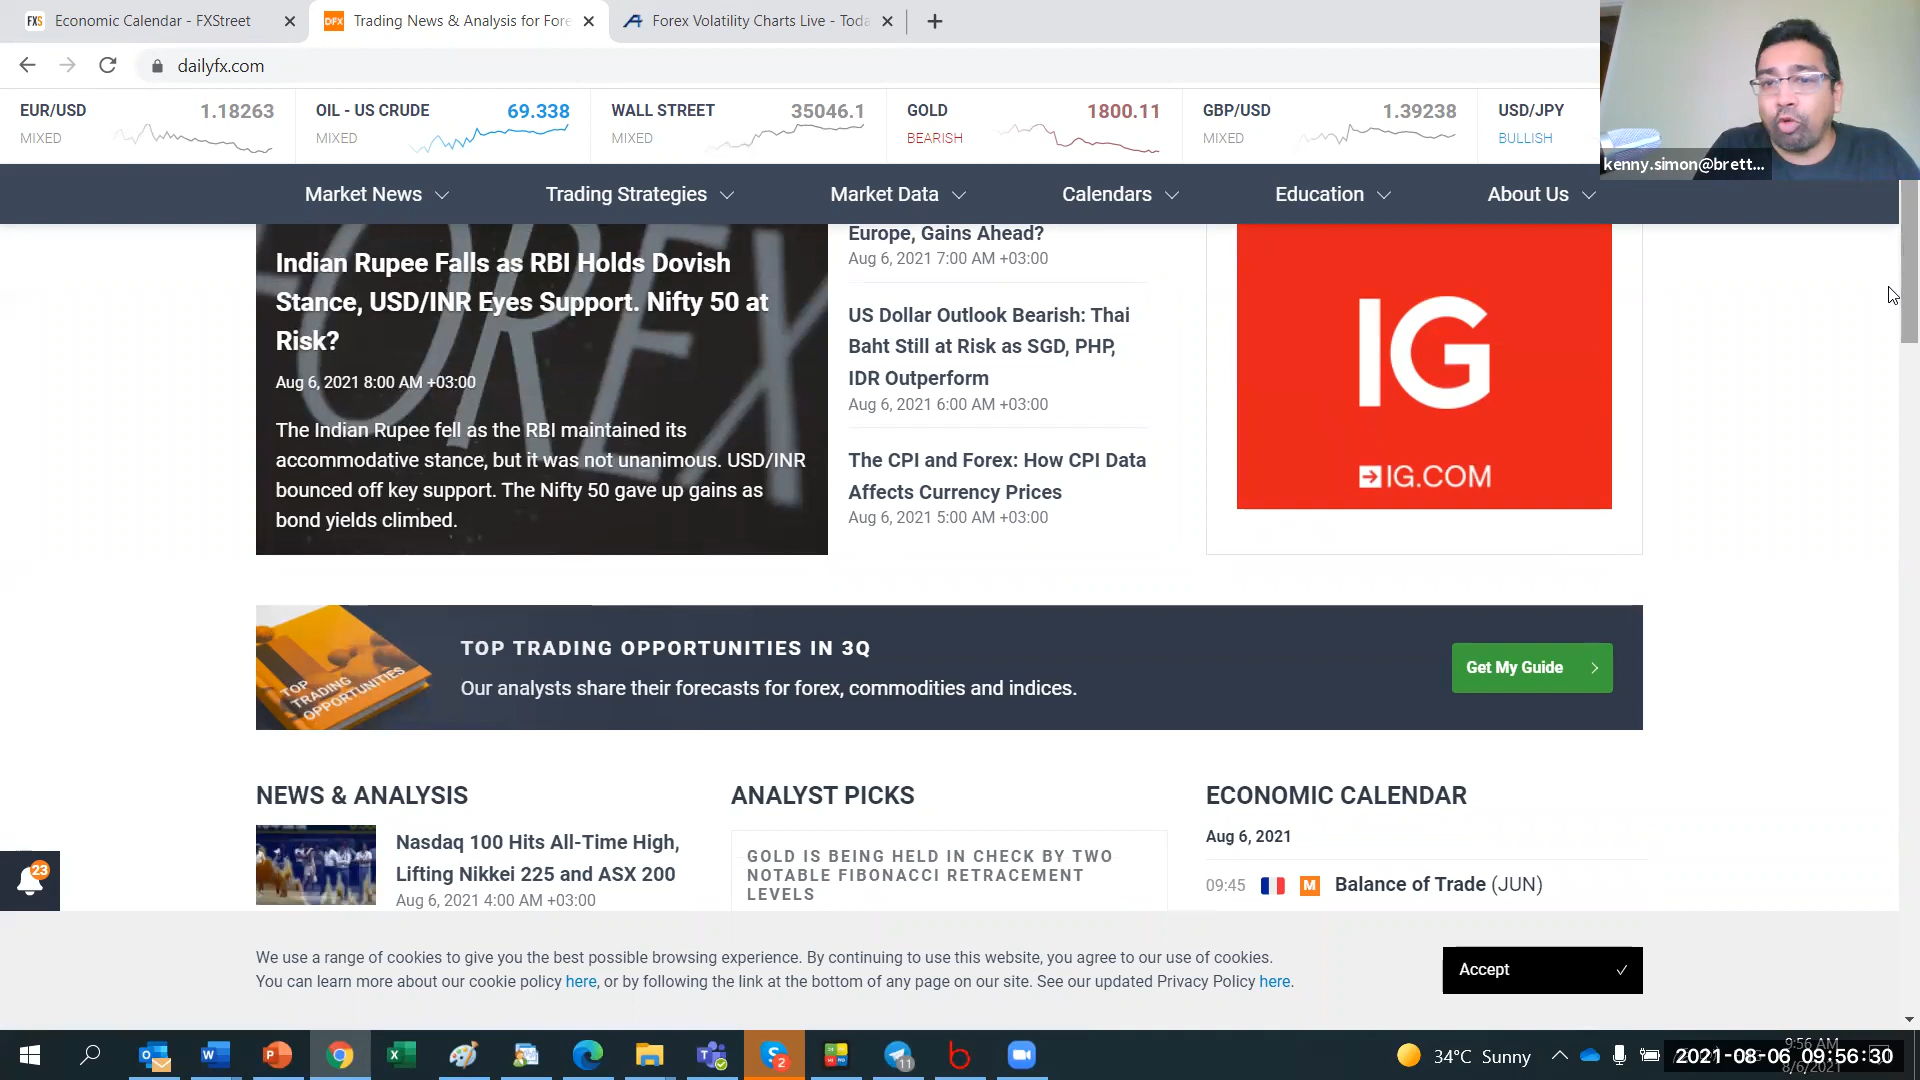 FXS Economic Calendar - FXStreet
DFX Trading News & Analysis for Fore
Forex Volatility Charts Live - Toda
dailyfx.com
EUR/USD 1.18263
MIXED
OIL - US CRUDE 69.338
MIXED
WALL STREET 35046.1
MIXED
GOLD 1800.11
BEARISH
GBP/USD 1.39238
MIXED
USD/JPY
BULLISH
kenny.simon@brett...
Market News
Trading Strategies
Market Data
Calendars
Education
About Us
FOREX
Indian Rupee Falls as RBI Holds Dovish
Stance, USD/INR Eyes Support. Nifty 50 at
Risk?
Aug 6, 2021 8:00 AM +03:00
The Indian Rupee fell as the RBI maintained its
accommodative stance, but it was not unanimous. USD/INR
bounced off key support. The Nifty 50 gave up gains as
bond yields climbed.
Europe, Gains Ahead?
Aug 6, 2021 7:00 AM +03:00
US Dollar Outlook Bearish: Thai
Baht Still at Risk as SGD, PHP,
IDR Outperform
Aug 6, 2021 6:00 AM +03:00
The CPI and Forex: How CPI Data
Affects Currency Prices
Aug 6, 2021 5:00 AM +03:00
IG
IG.COM
TOP
TRADING
OPPORTUNITIES
TOP TRADING OPPORTUNITIES IN 3Q
Our analysts share their forecasts for forex, commodities and indices.
Get My Guide
NEWS & ANALYSIS
Nasdaq 100 Hits All-Time High,
Lifting Nikkei 225 and ASX 200
Aug 6, 2021 4:00 AM +03:00
ANALYST PICKS
GOLD IS BEING HELD IN CHECK BY TWO
NOTABLE FIBONACCI RETRACEMENT
LEVELS
ECONOMIC CALENDAR
Aug 6, 2021
09:45 M Balance of Trade (JUN)
23
We use a range of cookies to give you the best possible browsing experience. By continuing to use this website, you agree to our use of cookies.
You can learn more about our cookie policy here, or by following the link at the bottom of any page on our site. See our updated Privacy Policy here.
Accept
2
11
34°C Sunny
9:56 AM
8/6/2021
2021-08-06 09:56:30